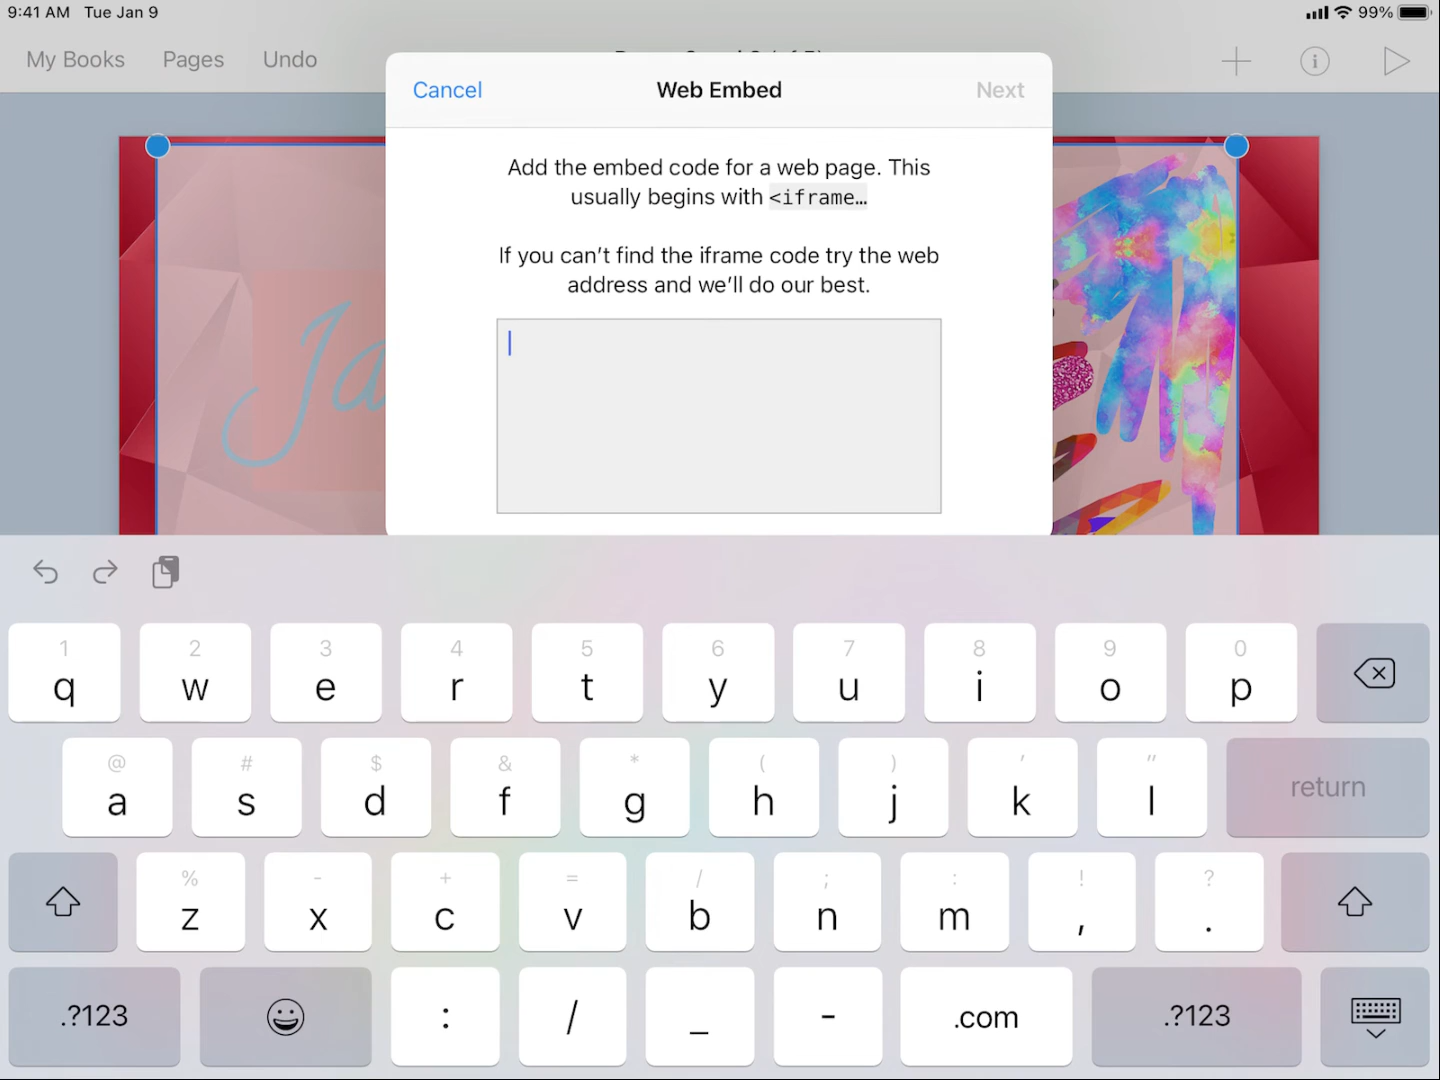 9:41 AM Tue Jan 9
99%
My Books Pages Undo
Cancel Web Embed Next
Add the embed code for a web page. This
usually begins with <iframe…
If you can’t find the iframe code try the web
address and we’ll do our best.
Ja
1 2 3 4 5 6 7 8 9 0
q w e r t y u i o p
@ # $ & * ( ) ' "
a s d f g h j k l return
% - + = / ; : ! ?
z x c v b n m , .
.?123 : / _ - .com .?123